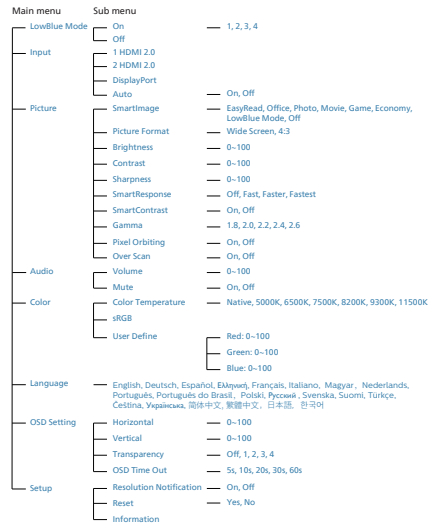 Main menu Sub menu
LowBlue Mode On 1, 2, 3, 4
Off
Input 1 HDMI 2.0
2 HDMI 2.0
DisplayPort
Auto On, Off
Picture SmartImage EasyRead, Office, Photo, Movie, Game, Economy,
LowBlue Mode, Off
Picture Format Wide Screen, 4:3
Brightness 0~100
Contrast 0~100
Sharpness 0~100
SmartResponse Off, Fast, Faster, Fastest
SmartContrast On, Off
Gamma 1.8, 2.0, 2.2, 2.4, 2.6
Pixel Orbiting On, Off
Over Scan On, Off
Audio Volume 0~100
Mute On, Off
Color Color Temperature Native, 5000K, 6500K, 7500K, 8200K, 9300K, 11500K
sRGB
User Define Red: 0~100
Green: 0~100
Blue: 0~100
Language English, Deutsch, Español, Ελληνική, Français, Italiano, Magyar, Nederlands,
Português, Português do Brasil, Polski, Русский, Svenska, Suomi, Türkçe,
Čeština, Українська, 简体中文, 繁體中文, 日本語, 한국어
OSD Setting Horizontal 0~100
Vertical 0~100
Transparency Off, 1, 2, 3, 4
OSD Time Out 5s, 10s, 20s, 30s, 60s
Setup Resolution Notification On, Off
Reset Yes, No
Information